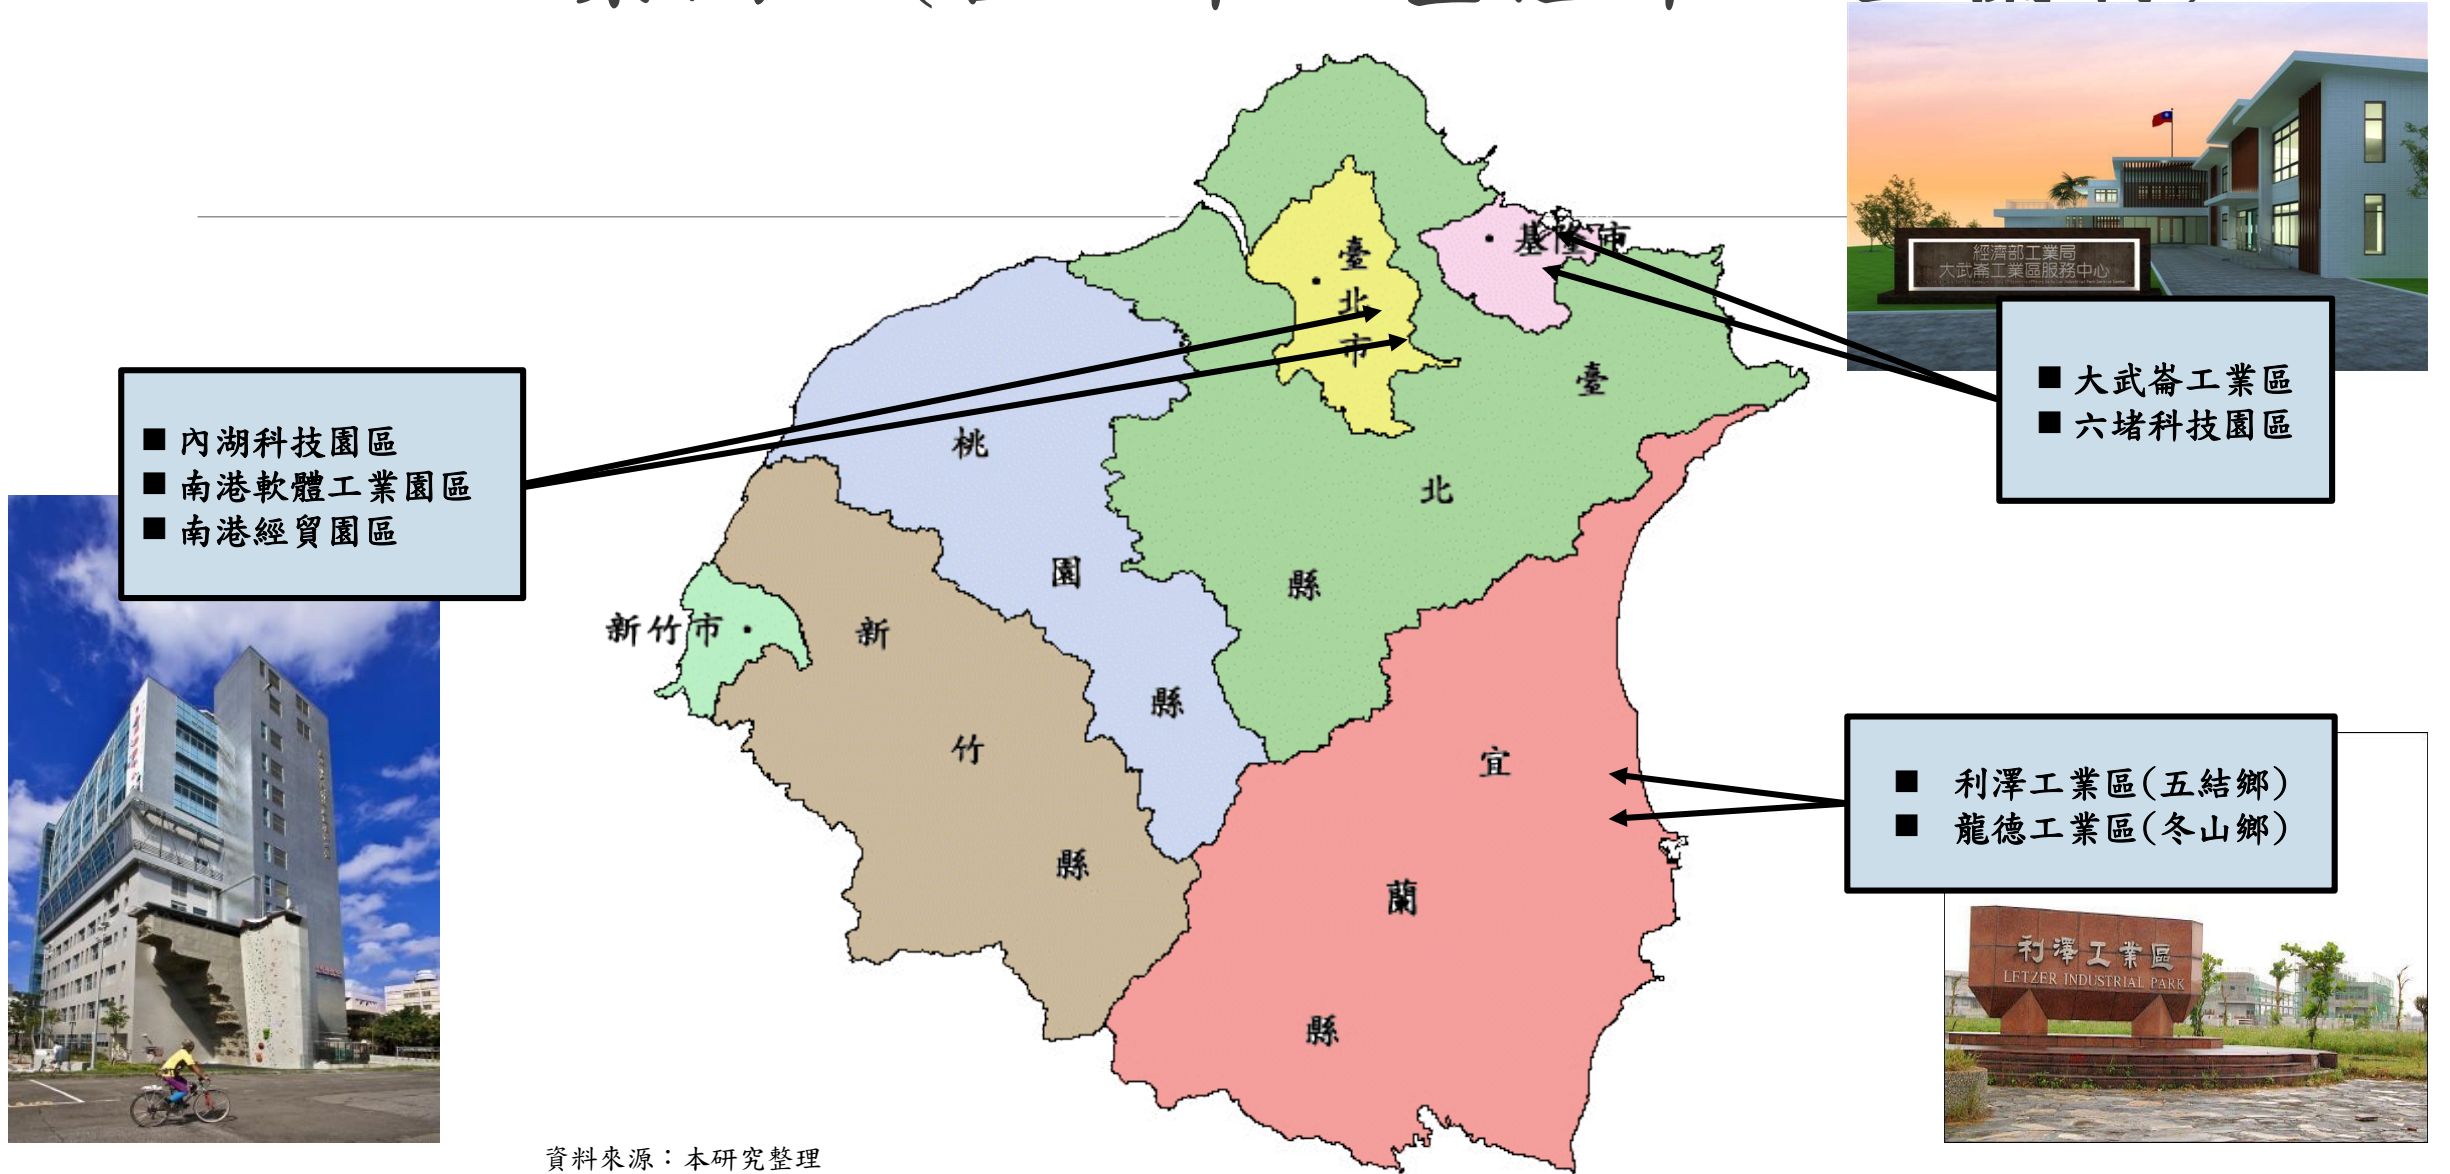 經濟部工業局
大武崙工業區服務中心
■ 大武崙工業區
■ 六堵科技園區
■ 內湖科技園區
■ 南港軟體工業園區
■ 南港經貿園區
臺北市
基隆市
臺北縣
桃園縣
新竹市
新竹縣
宜蘭縣
■ 利澤工業區(五結鄉)
■ 龍德工業區(冬山鄉)
利澤工業區
LETZER INDUSTRIAL PARK
資料來源：本研究整理